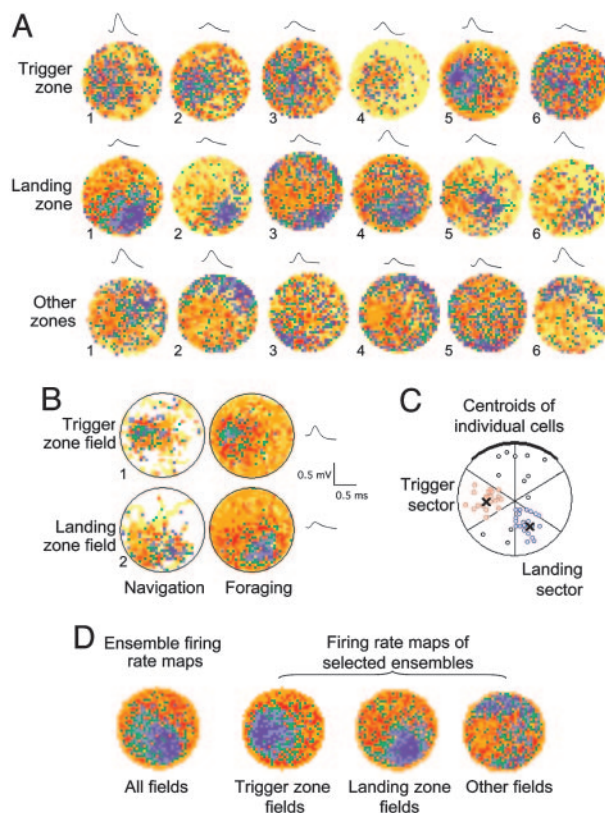 A
Trigger
zone
1 2 3 4 5 6
Landing
zone
1 2 3 4 5 6
Other
zones
1 2 3 4 5 6
B
Trigger
zone field
1
0.5 mV
0.5 ms
Landing
zone field
2
Navigation Foraging
C
Centroids of
individual cells
Trigger
sector
Landing
sector
D
Ensemble firing
rate maps
Firing rate maps of
selected ensembles
All fields
Trigger zone
fields
Landing zone
fields
Other fields